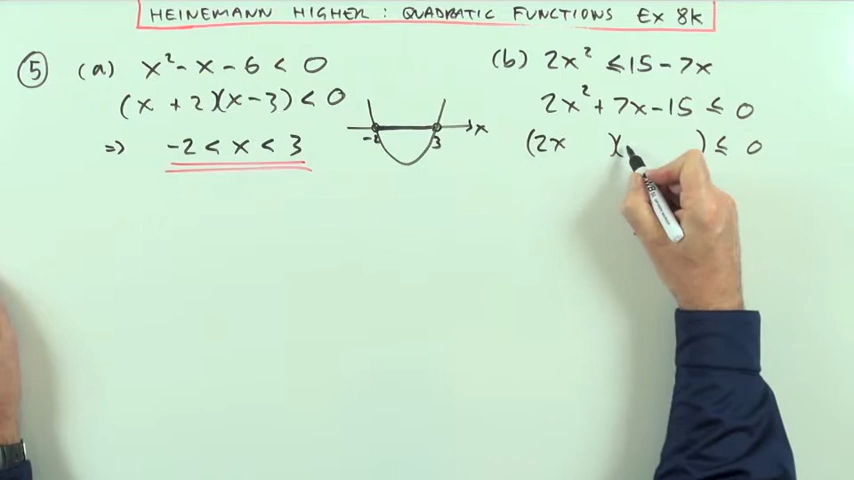 HEINEMANN HIGHER : QUADRATIC FUNCTIONS Ex 8k
⑤ (a) x² - x - 6 < 0
(x + 2)(x - 3) < 0
⇒ -2 < x < 3
-2 3 x
(b) 2x² ≤ 15 - 7x
2x² + 7x - 15 ≤ 0
(2x )( ) ≤ 0